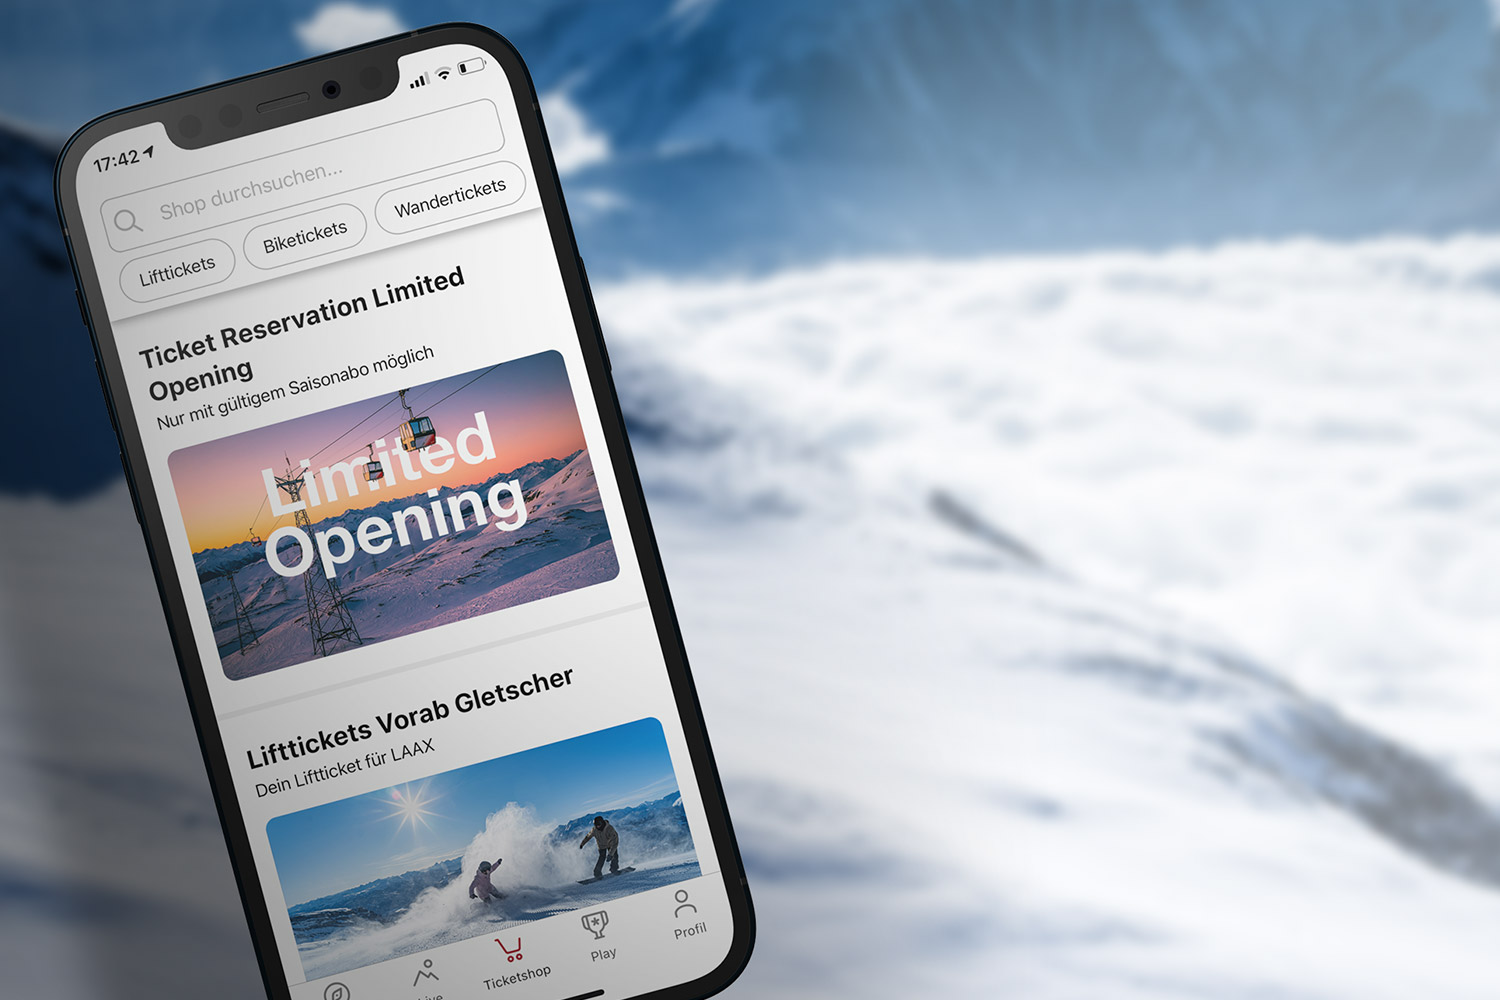 17:42
Shop durchsuchen...
Lifttickets
Biketickets
Wandertickets
Ticket Reservation Limited
Opening
Nur mit gültigem Saisonabo möglich
Limited
Opening
Lifttickets Vorab Gletscher
Dein Liftticket für LAAX
Ticketshop
Play
Profil